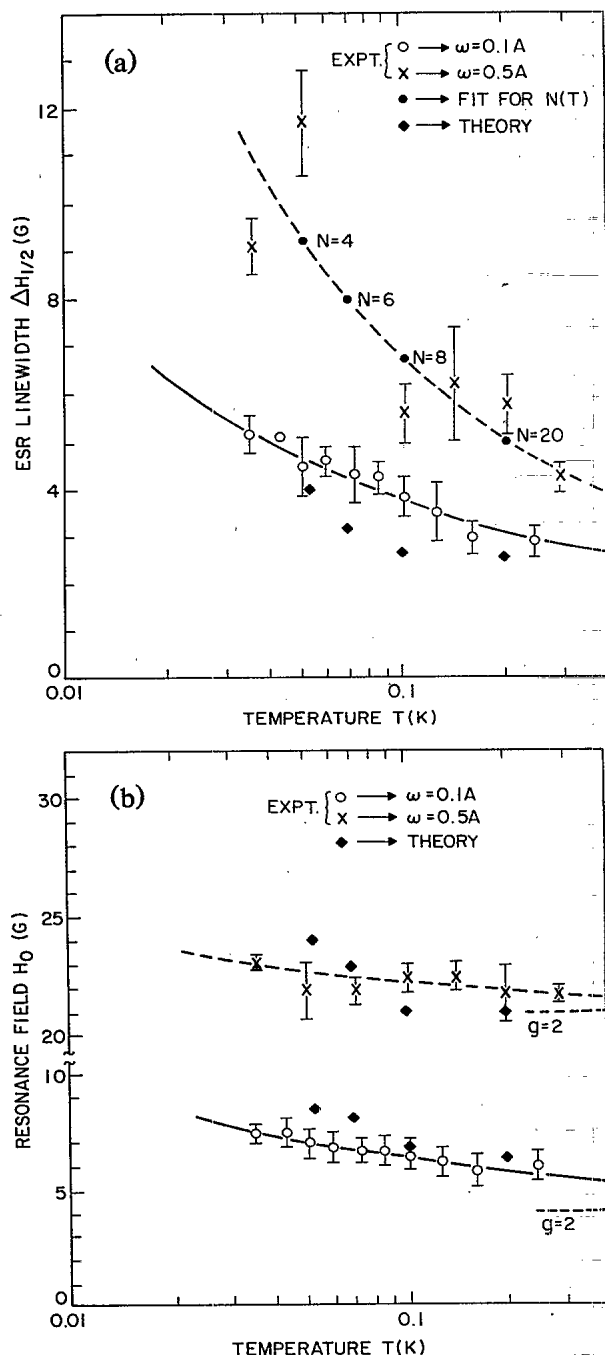 (a)
EXPT.
○ → ω=0.1A
× → ω=0.5A
● → FIT FOR N(T)
◆ → THEORY
12
8
4
0
ESR LINEWIDTH ΔH1/2 (G)
N=4
N=6
N=8
N=20
0.01
0.1
TEMPERATURE T(K)
(b)
EXPT.
○ → ω=0.1A
× → ω=0.5A
◆ → THEORY
30
25
20
10
5
0
RESONANCE FIELD H0 (G)
g=2
g=2
0.01
0.1
TEMPERATURE T(K)